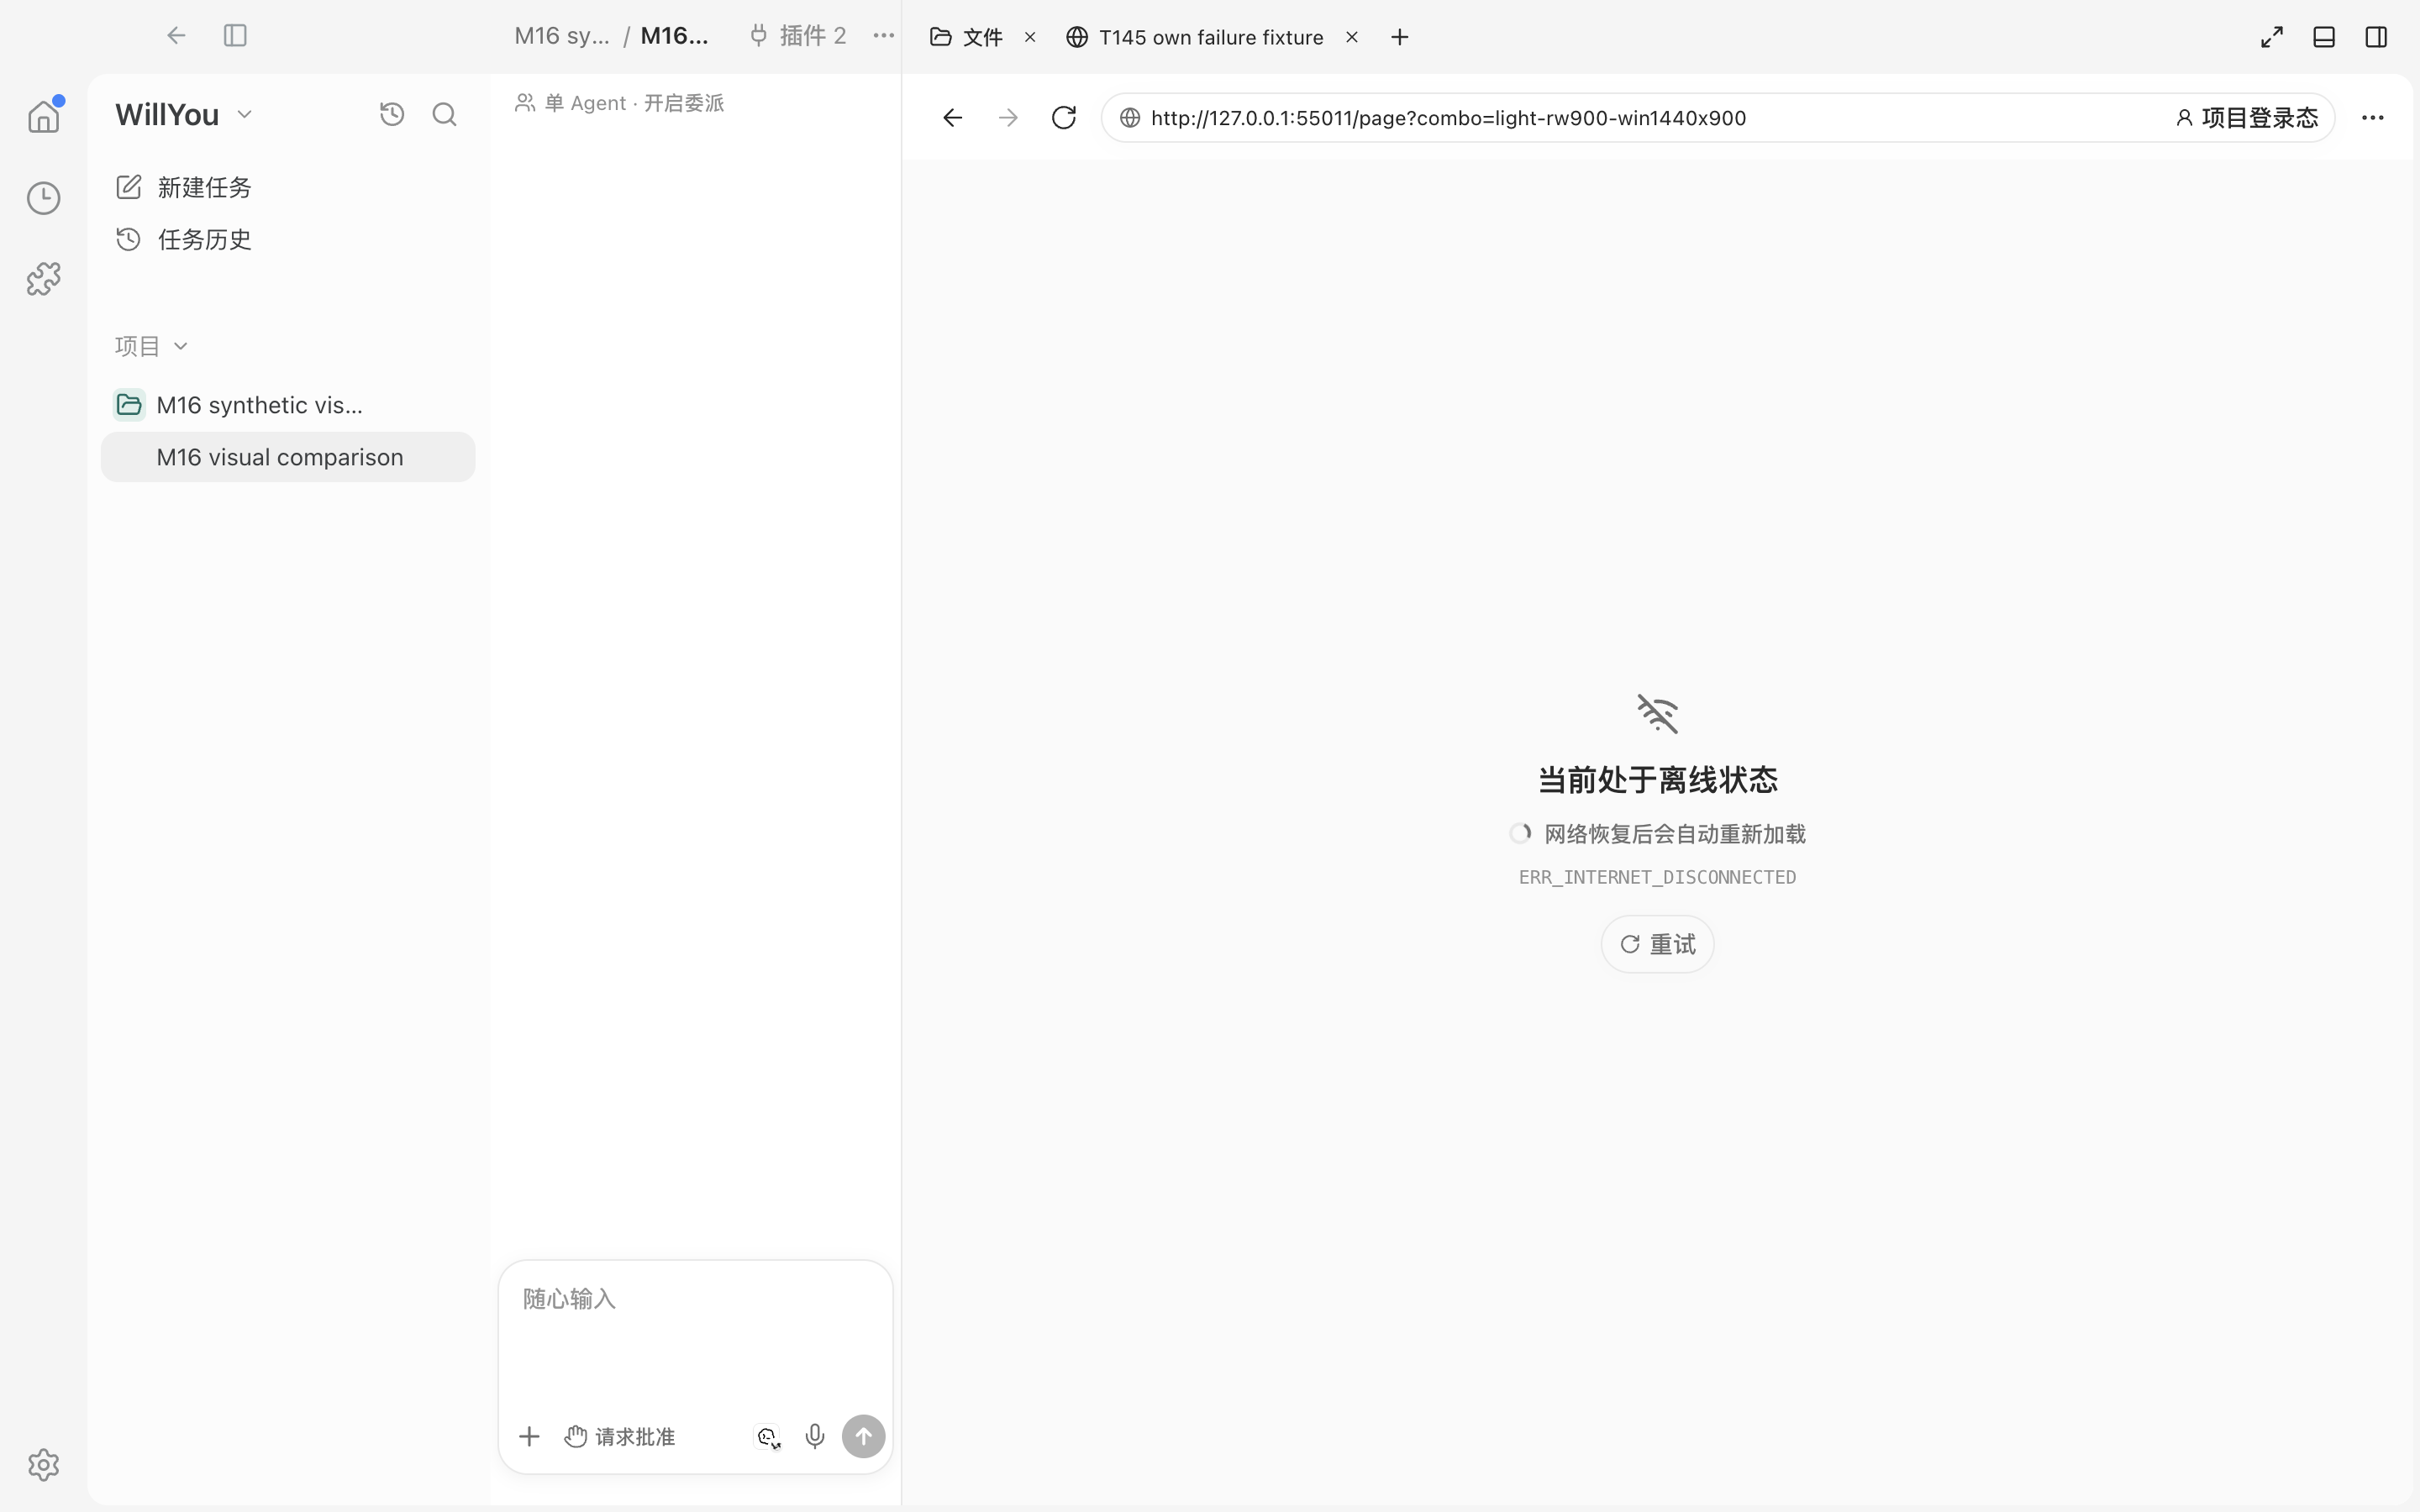 M16 sy... / M16... 插件 2
文件
T145 own failure fixture
WillYou
新建任务
任务历史
项目
M16 synthetic vis...
M16 visual comparison
单 Agent · 开启委派
随心输入
请求批准
http://127.0.0.1:55011/page?combo=light-rw900-win1440x900
项目登录态
当前处于离线状态
网络恢复后会自动重新加载
ERR_INTERNET_DISCONNECTED
重试